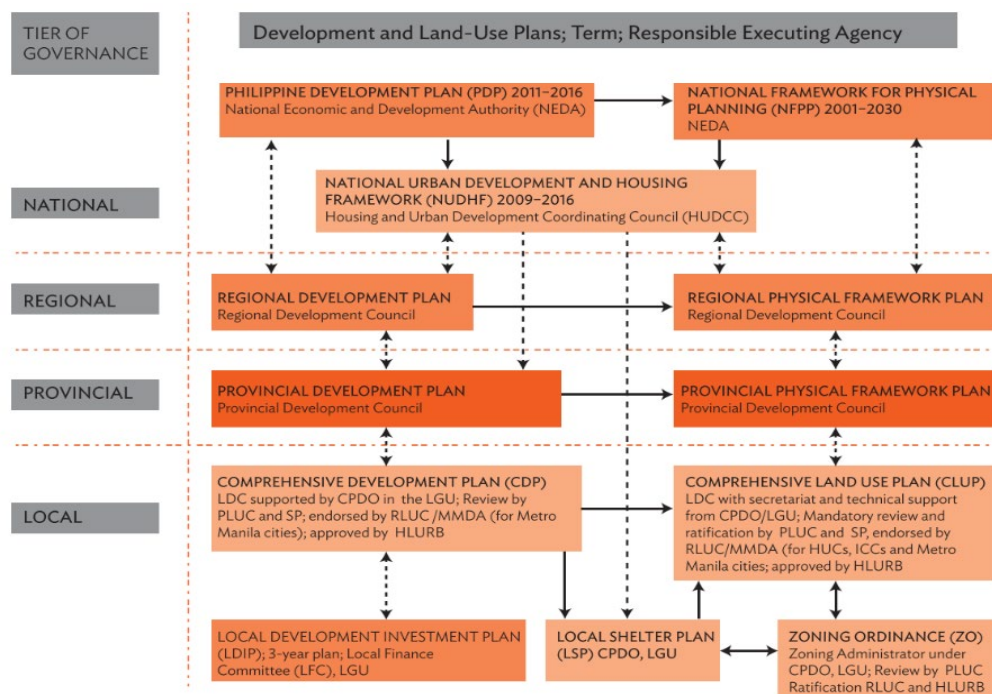 TIER OF
GOVERNANCE
Development and Land-Use Plans; Term; Responsible Executing Agency
PHILIPPINE DEVELOPMENT PLAN (PDP) 2011–2016
National Economic and Development Authority (NEDA)
NATIONAL FRAMEWORK FOR PHYSICAL
PLANNING (NFPP) 2001–2030
NEDA
NATIONAL
NATIONAL URBAN DEVELOPMENT AND HOUSING
FRAMEWORK (NUDHF) 2009–2016
Housing and Urban Development Coordinating Council (HUDCC)
REGIONAL
REGIONAL DEVELOPMENT PLAN
Regional Development Council
REGIONAL PHYSICAL FRAMEWORK PLAN
Regional Development Council
PROVINCIAL
PROVINCIAL DEVELOPMENT PLAN
Provincial Development Council
PROVINCIAL PHYSICAL FRAMEWORK PLAN
Provincial Development Council
LOCAL
COMPREHENSIVE DEVELOPMENT PLAN (CDP)
LDC supported by CPDO in the LGU; Review by
PLUC and SP; endorsed by RLUC/MMDA (for Metro
Manila cities); approved by HLURB
COMPREHENSIVE LAND USE PLAN (CLUP)
LDC with secretariat and technical support
from CPDO/LGU; Mandatory review and
ratification by PLUC and SP, endorsed by
RLUC/MMDA (for HUCs, ICCs and Metro
Manila cities; approved by HLURB
LOCAL DEVELOPMENT INVESTMENT PLAN
(LDIP); 3-year plan; Local Finance
Committee (LFC), LGU
LOCAL SHELTER PLAN
(LSP) CPDO, LGU
ZONING ORDINANCE (ZO)
Zoning Administrator under
CPDO, LGU; Review by PLUC
Ratification RLUC and HLURB